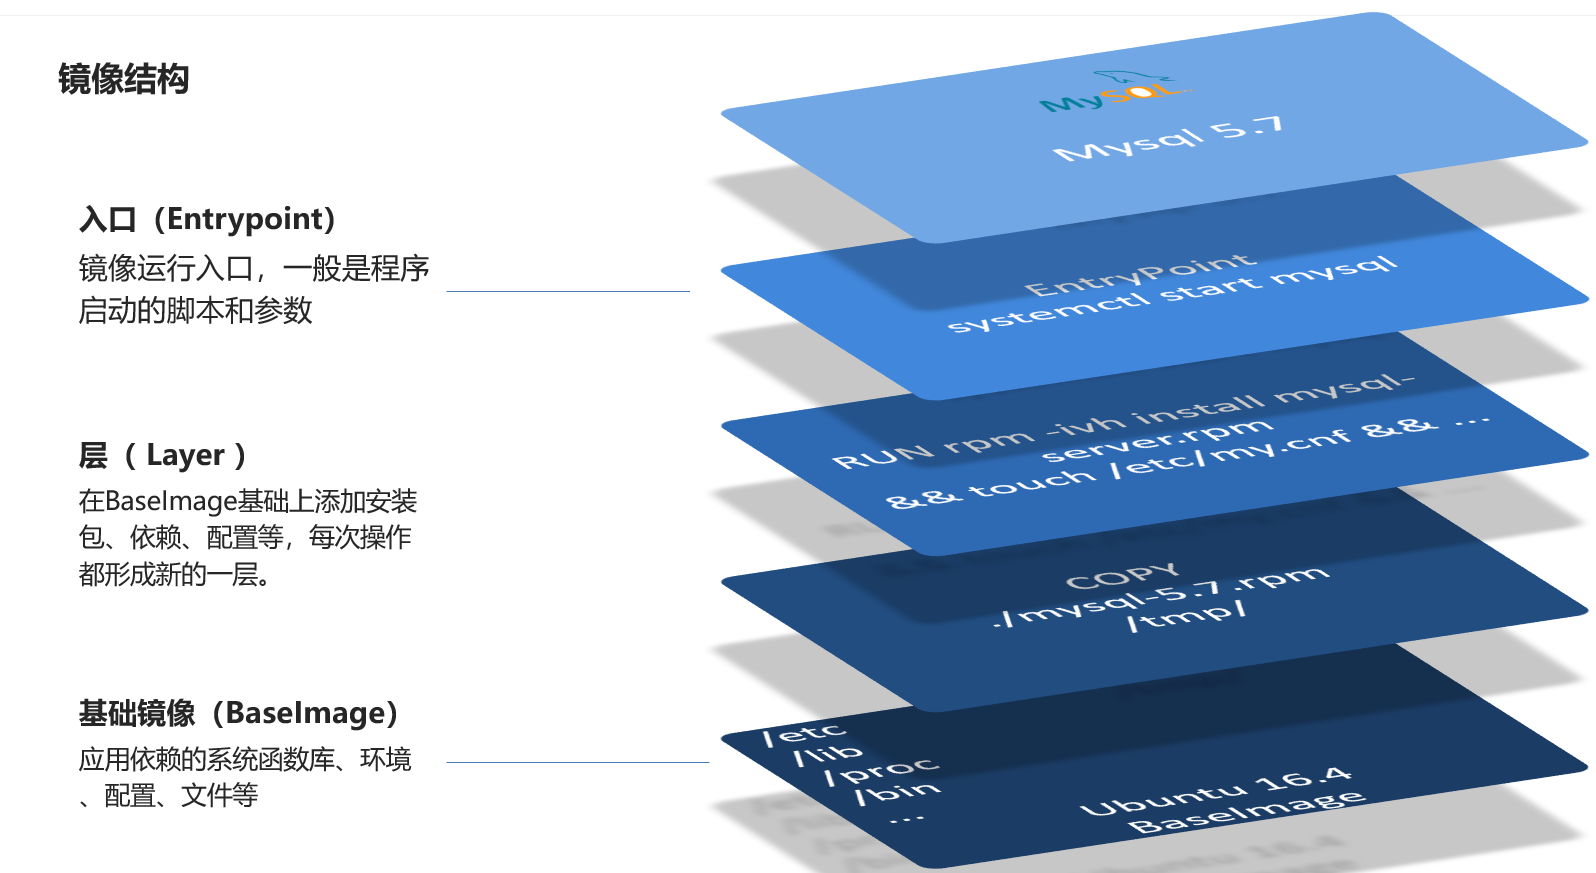 镜像结构
入口（Entrypoint）
镜像运行入口，一般是程序
启动的脚本和参数
层（ Layer ）
在BaseImage基础上添加安装
包、依赖、配置等，每次操作
都形成新的一层。
基础镜像（BaseImage）
应用依赖的系统函数库、环境
、配置、文件等
MySQL
Mysql 5.7
EntryPoint
systemctl start mysql
RUN rpm -ivh install mysql-
server.rpm
&& touch /etc/my.cnf && ...
COPY
./mysql-5.7.rpm
/tmp/
/etc
/lib
/proc
/bin
...
Ubuntu 16.4
BaseImage